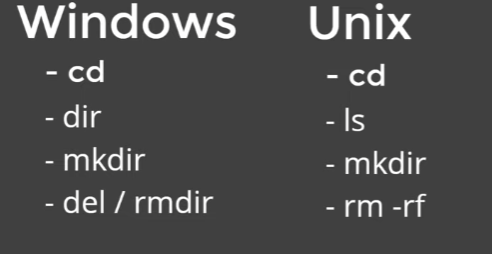 Windows
- cd
- dir
- mkdir
- del / rmdir
Unix
- cd
- ls
- mkdir
- rm -rf